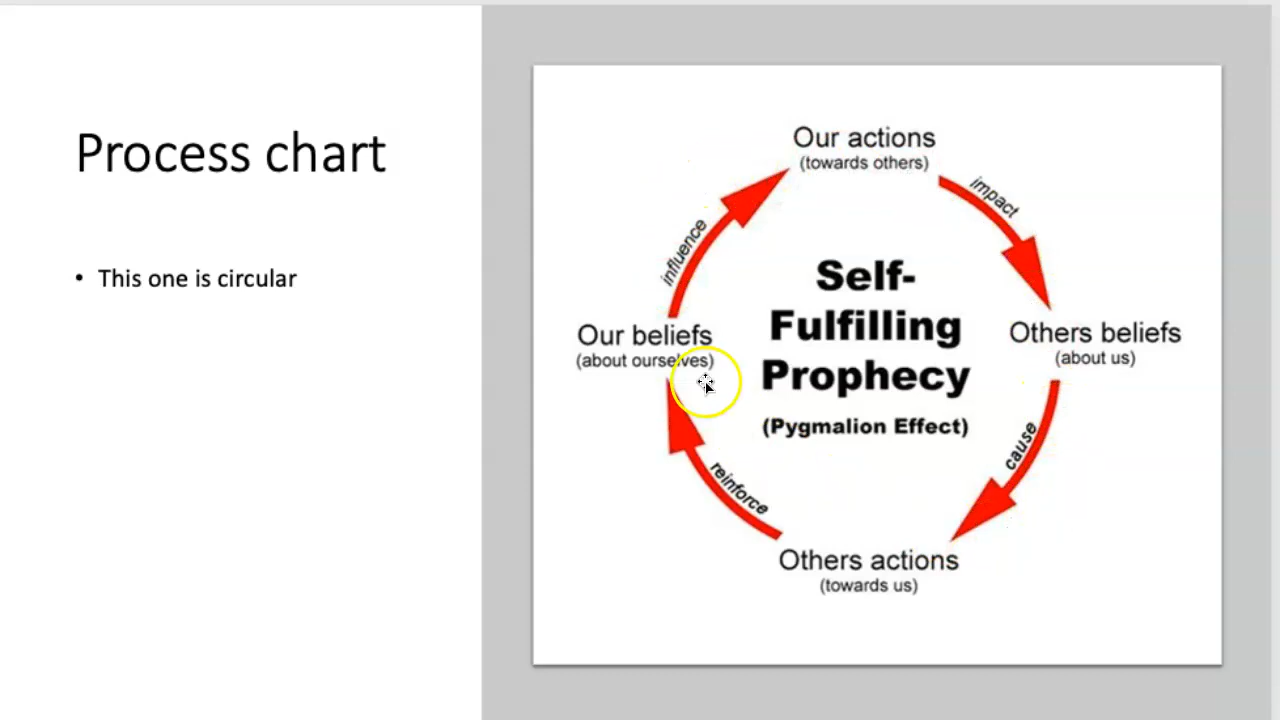 Process chart
• This one is circular
Our actions
(towards others)
impact
influence
Self-
Fulfilling
Prophecy
(Pygmalion Effect)
Our beliefs
(about ourselves)
Others beliefs
(about us)
cause
reinforce
Others actions
(towards us)